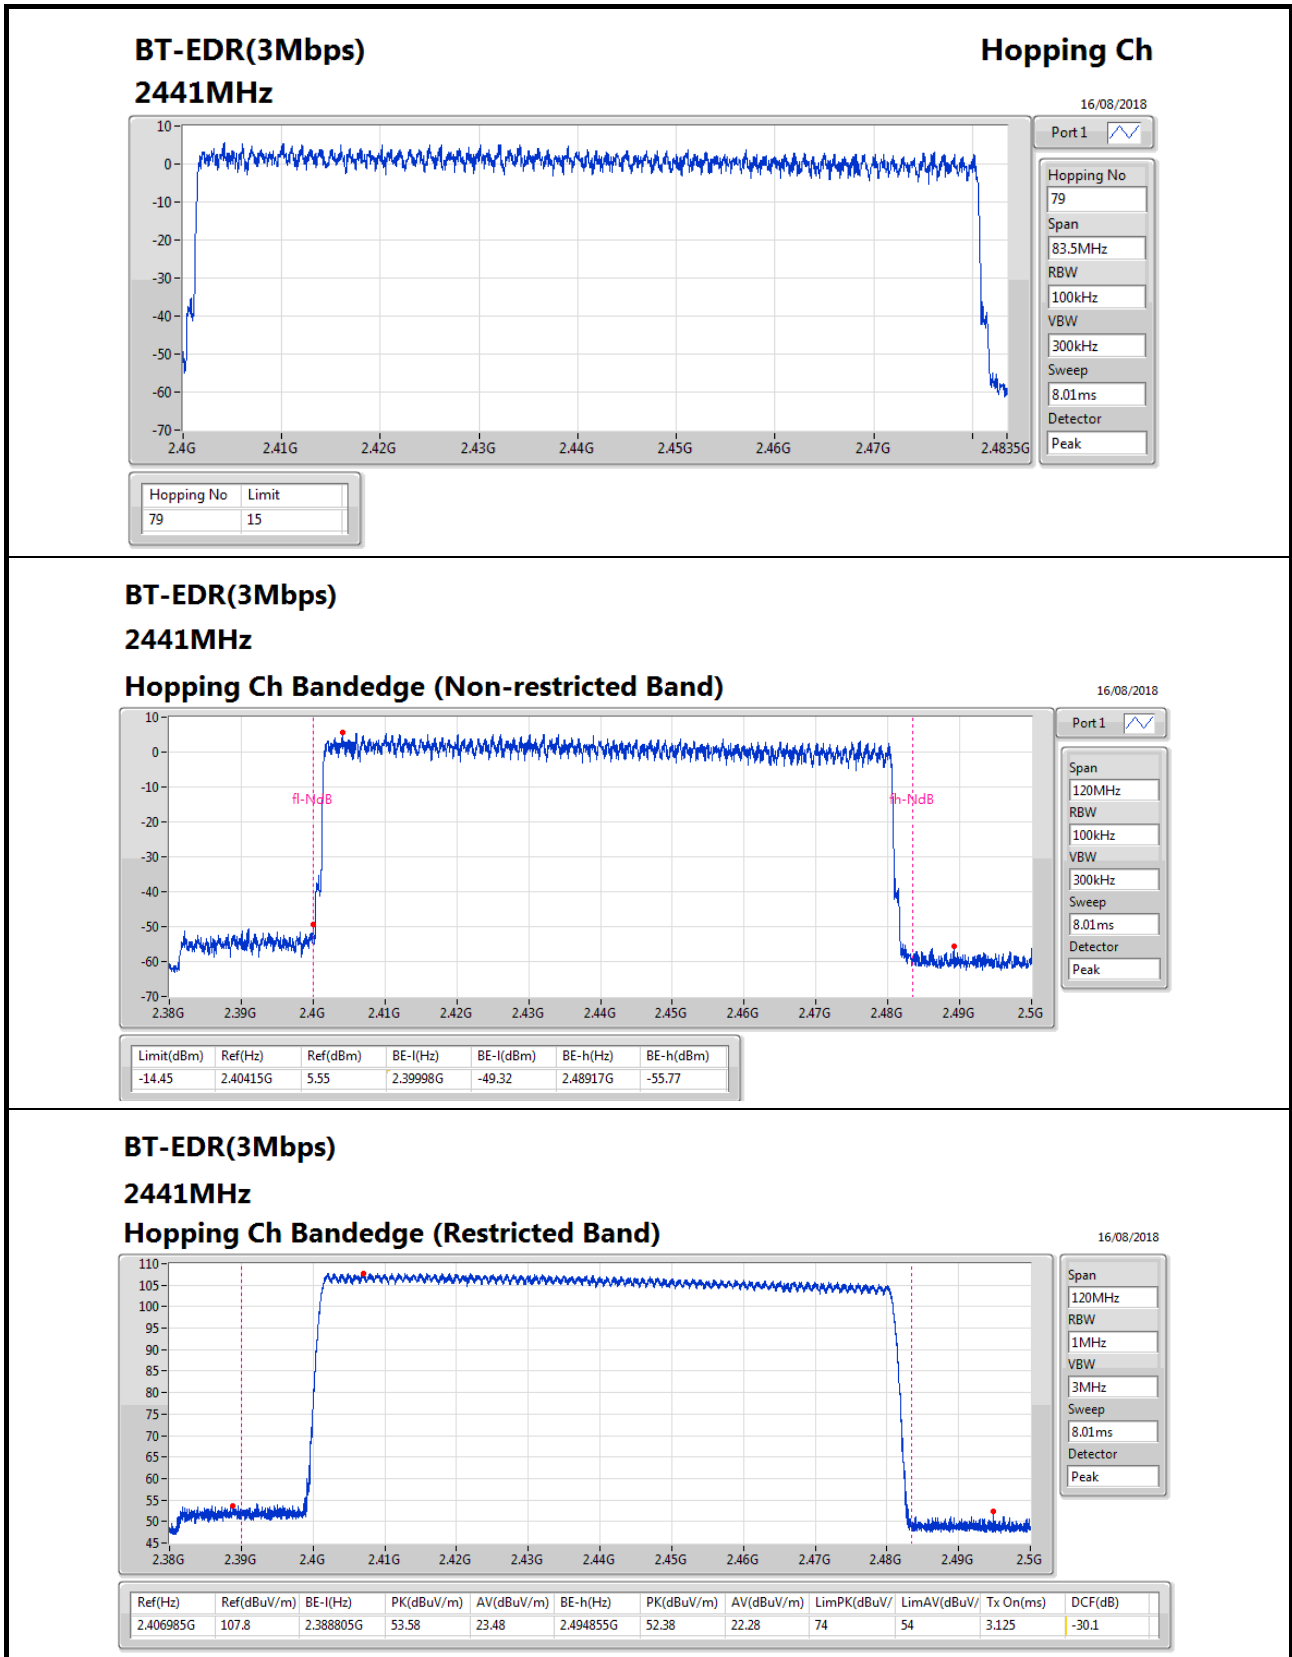 BT-EDR(3Mbps)
Hopping Ch
2441MHz
16/08/2018
10
0
-10
-20
-30
-40
-50
-60
-70
2.4G 2.41G 2.42G 2.43G 2.44G 2.45G 2.46G 2.47G 2.4835G
Port 1
Hopping No
79
Span
83.5MHz
RBW
100kHz
VBW
300kHz
Sweep
8.01ms
Detector
Peak
Hopping No Limit
79 15
BT-EDR(3Mbps)
2441MHz
Hopping Ch Bandedge (Non-restricted Band)
16/08/2018
10
0
-10
-20
-30
-40
-50
-60
-70
fl-NdB
fh-NdB
2.38G 2.39G 2.4G 2.41G 2.42G 2.43G 2.44G 2.45G 2.46G 2.47G 2.48G 2.49G 2.5G
Port 1
Span
120MHz
RBW
100kHz
VBW
300kHz
Sweep
8.01ms
Detector
Peak
Limit(dBm) Ref(Hz) Ref(dBm) BE-l(Hz) BE-l(dBm) BE-h(Hz) BE-h(dBm)
-14.45 2.40415G 5.55 2.39998G -49.32 2.48917G -55.77
BT-EDR(3Mbps)
2441MHz
Hopping Ch Bandedge (Restricted Band)
16/08/2018
110
105
100
95
90
85
80
75
70
65
60
55
50
45
2.38G 2.39G 2.4G 2.41G 2.42G 2.43G 2.44G 2.45G 2.46G 2.47G 2.48G 2.49G 2.5G
Span
120MHz
RBW
1MHz
VBW
3MHz
Sweep
8.01ms
Detector
Peak
Ref(Hz) Ref(dBuV/m) BE-l(Hz) PK(dBuV/m) AV(dBuV/m) BE-h(Hz) PK(dBuV/m) AV(dBuV/m) LimPK(dBuV/ LimAV(dBuV/ Tx On(ms) DCF(dB)
2.406985G 107.8 2.388805G 53.58 23.48 2.494855G 52.38 22.28 74 54 3.125 -30.1